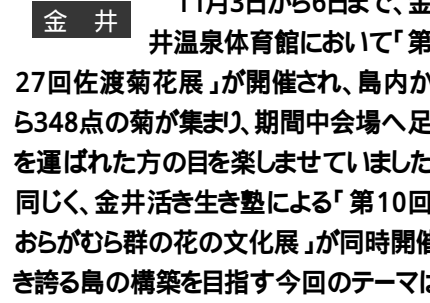 金 井
11月3日から6日まで、金
井温泉体育館において「第
27回佐渡菊花展」が開催され、島内か
ら348点の菊が集まり、期間中会場へ足
を運ばれた方の目を楽しませていました
同じく、金井活き生き塾による「第10回
おらがむら群の花の文化展」が同時開催
き誇る島の構築を目指す今回のテーマは